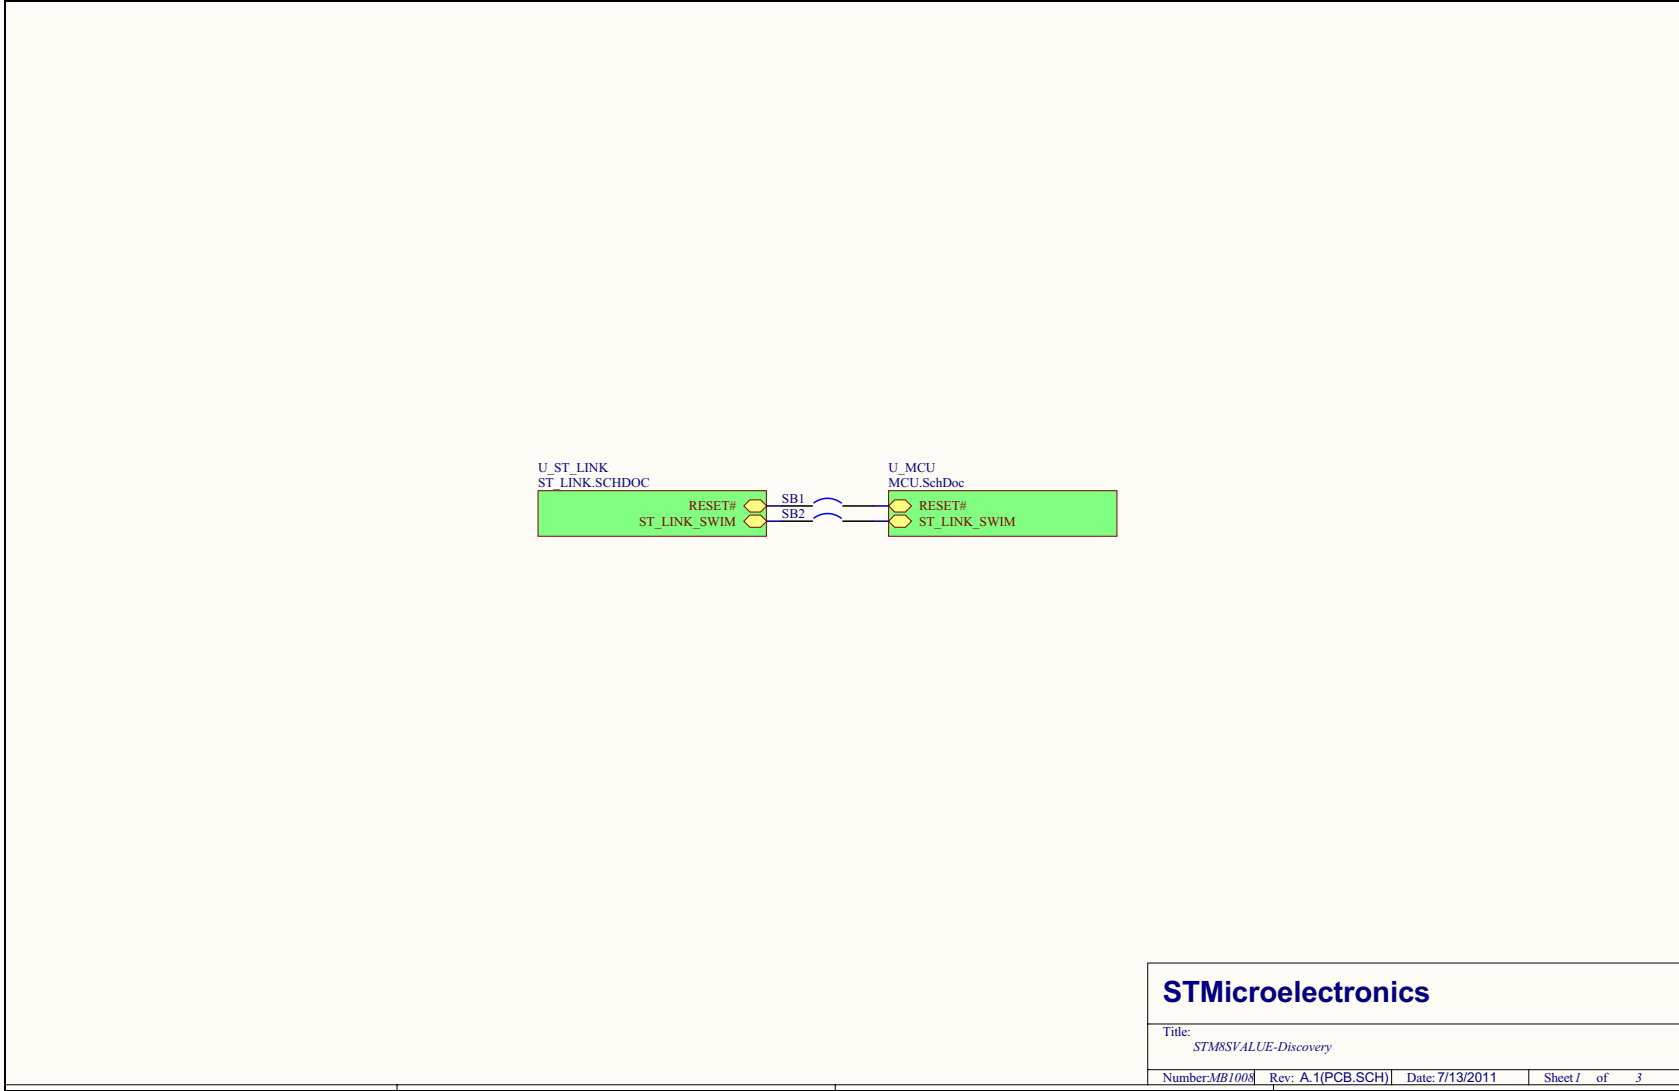 U_ST_LINK
ST_LINK.SCHDOC
RESET#
ST_LINK_SWIM
SB1
SB2
U_MCU
MCU.SchDoc
RESET#
ST_LINK_SWIM
STMicroelectronics
Title:
STM8SVALUE-Discovery
Number:MB1008 Rev: A.1(PCB.SCH) Date:7/13/2011 Sheet 1 of 3